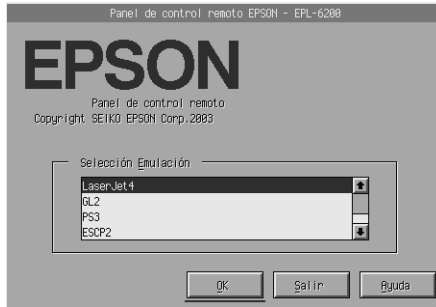 Panel de control remoto EPSON - EPL-6200
EPSON
Panel de control remoto
Copyright SEIKO EPSON Corp.2003
Selección Emulación
LaserJet4
GL2
PS3
ESCP2
OK
Salir
Ayuda